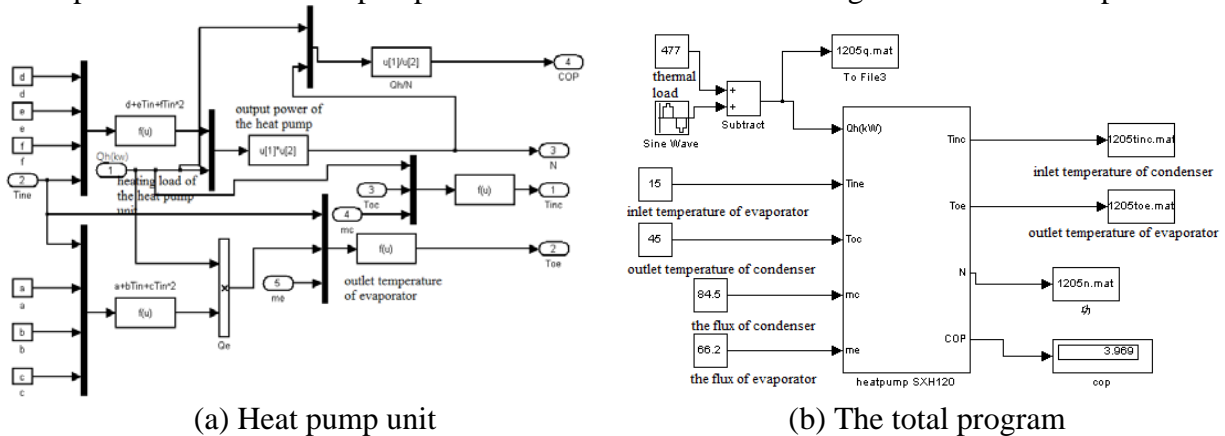 d
d
e
e
f
f
2
Tine
d+eTin+fTin^2
f(u)
Qh(kw)
1
heating load of
the heat pump
unit
output power of
the heat pump
u[1]*u[2]
u[1]/u[2]
Qh/N
4
COP
3
N
3
Toc
4
mc
f(u)
1
Tinc
f(u)
2
Toe
outlet temperature
of evaporator
5
me
a
a
b
b
c
c
a+bTin+cTin^2
f(u)
×
Qe
(a) Heat pump unit
477
thermal
load
Sine Wave
+
+
Subtract
1205q.mat
To File3
15
inlet temperature of evaporator
45
outlet temperature of condenser
84.5
the flux of condenser
66.2
the flux of evaporator
Qh(kW)
Tine
Toc
mc
me
Tinc
Toe
N
COP
heatpump SXH120
1205tinc.mat
inlet temperature of condenser
1205toe.mat
outlet temperature of evaporator
1205n.mat
3.969
cop
(b) The total program